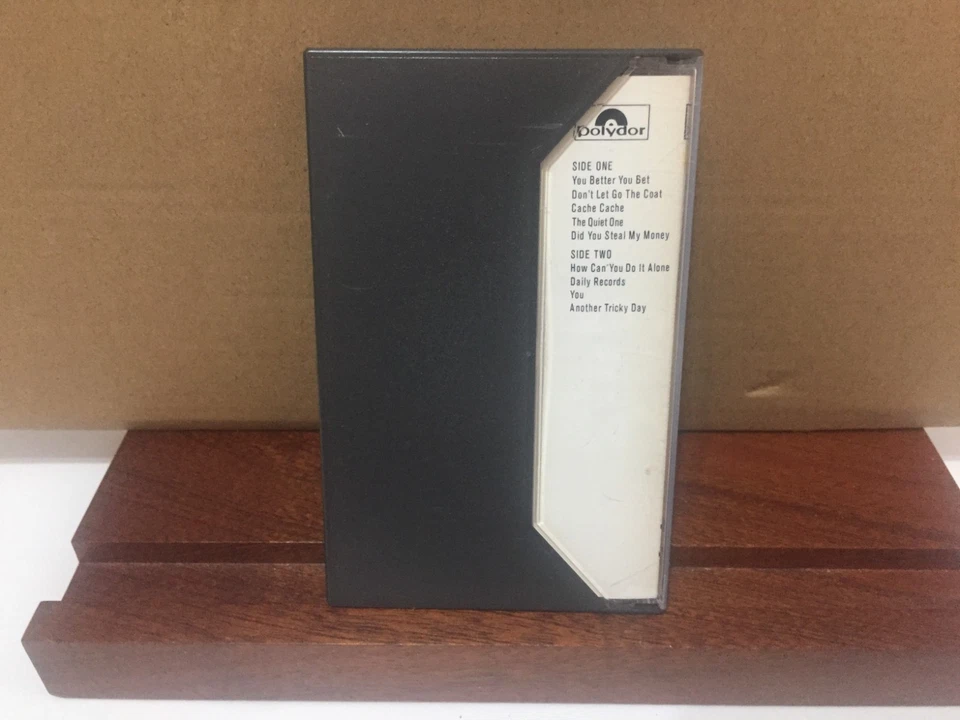 Polydor
SIDE ONE
You Better You Bet
Don't Let Go The Coat
Cache Cache
The Quiet One
Did You Steal My Money
SIDE TWO
How Can You Do It Alone
Daily Records
You
Another Tricky Day